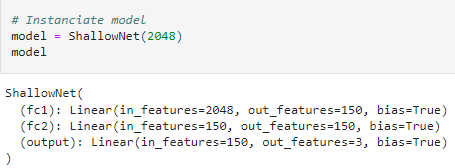 # Instanciate model
model = ShallowNet(2048)
model
ShallowNet(
  (fc1): Linear(in_features=2048, out_features=150, bias=True)
  (fc2): Linear(in_features=150, out_features=150, bias=True)
  (output): Linear(in_features=150, out_features=3, bias=True)
)